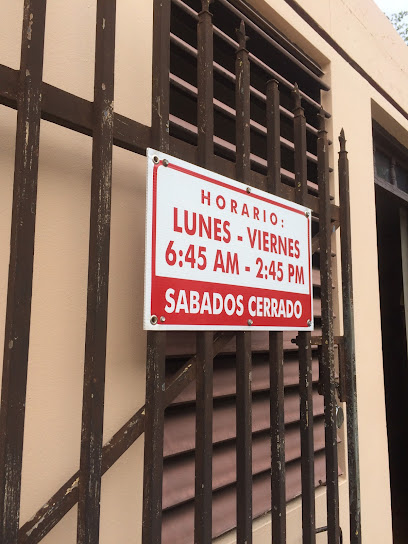 HORARIO:
LUNES - VIERNES
6:45 AM - 2:45 PM
SABADOS CERRADO